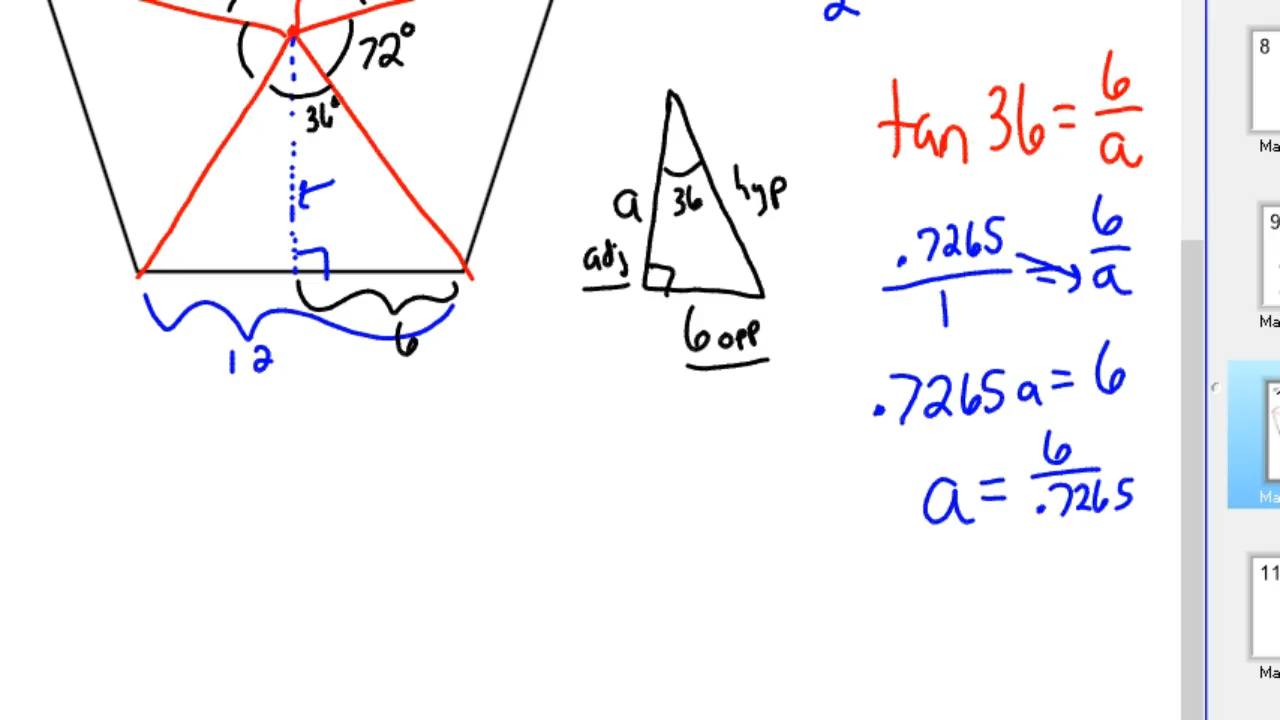 2
72°
36°
12
6
a
36
hyp
adj
6 opp
tan 36 = 6/a
.7265/1 = 6/a
.7265a = 6
a = 6/.7265
8
Ma
9
Ma
Ma
11
Ma